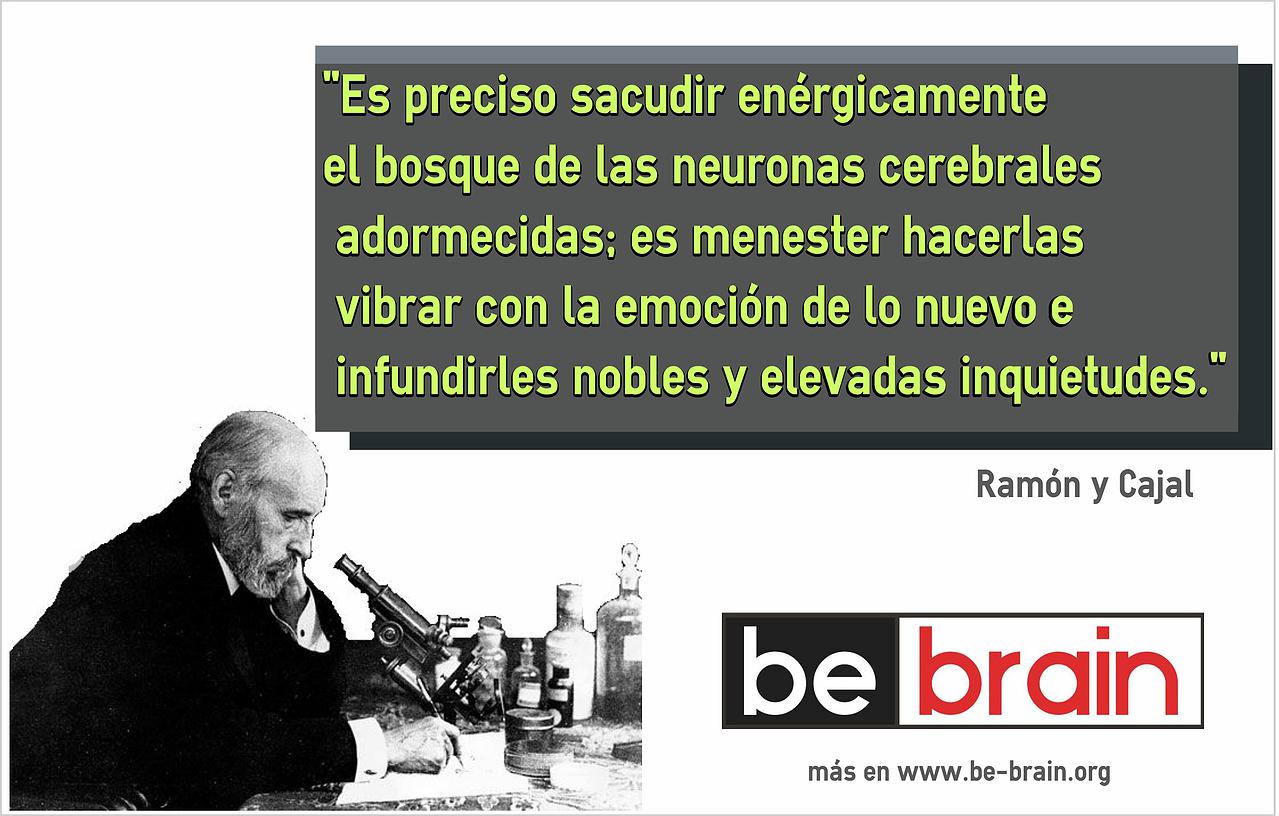 "Es preciso sacudir enérgicamente
el bosque de las neuronas cerebrales
adormecidas; es menester hacerlas
vibrar con la emoción de lo nuevo e
infundirles nobles y elevadas inquietudes."
Ramón y Cajal
be brain
más en www.be-brain.org